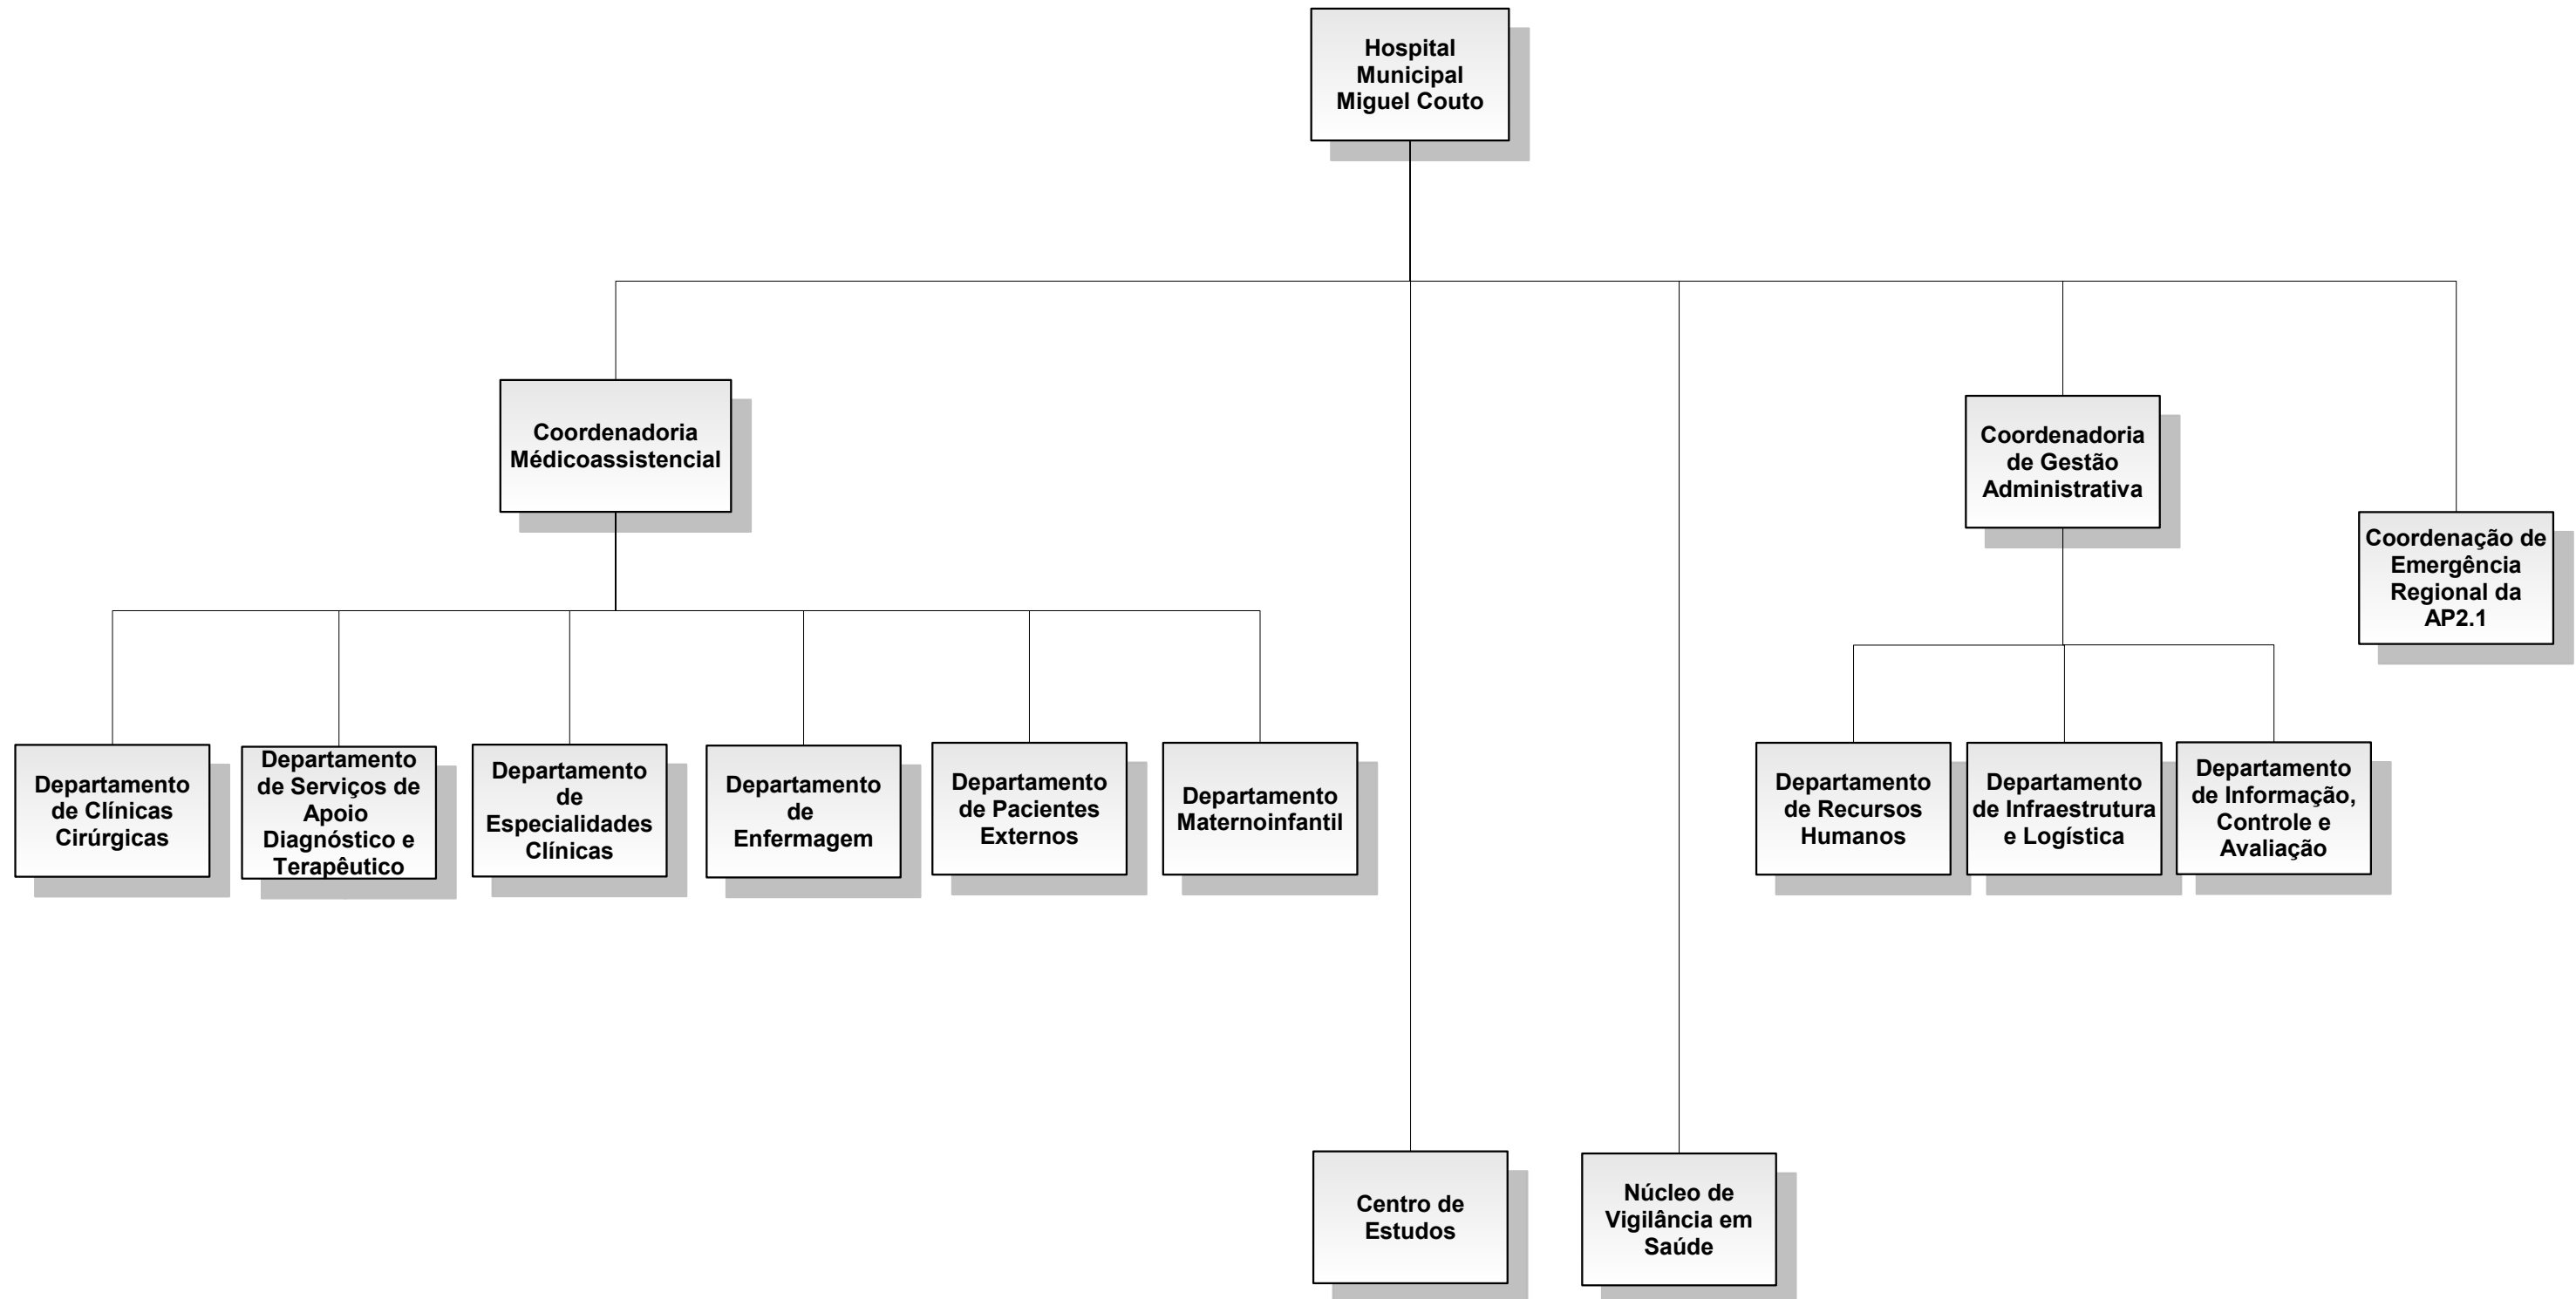 Hospital
Municipal
Miguel Couto
Coordenadoria
Médicoassistencial
Coordenadoria
de Gestão
Administrativa
Coordenação de
Emergência
Regional da
AP2.1
Departamento
de Clínicas
Cirúrgicas
Departamento
de Serviços de
Apoio
Diagnóstico e
Terapêutico
Departamento
de
Especialidades
Clínicas
Departamento
de
Enfermagem
Departamento
de Pacientes
Externos
Departamento
Maternoinfantil
Departamento
de Recursos
Humanos
Departamento
de Infraestrutura
e Logística
Departamento
de Informação,
Controle e
Avaliação
Centro de
Estudos
Núcleo de
Vigilância em
Saúde